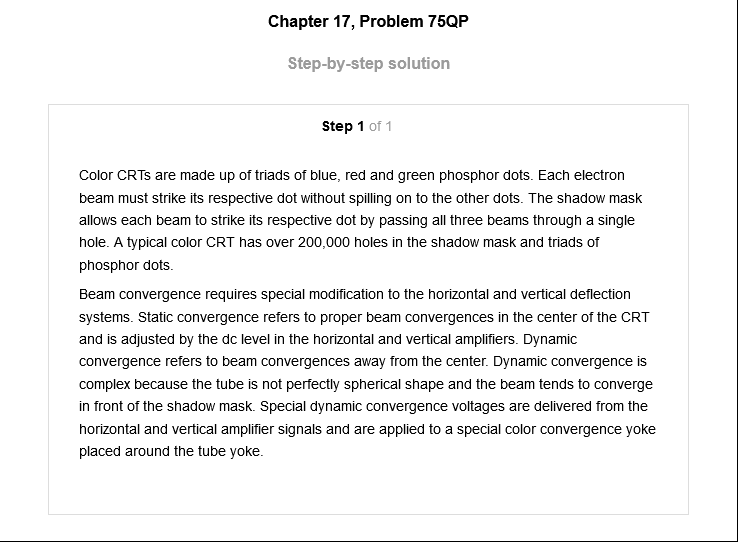 Chapter 17, Problem 75QP
Step-by-step solution
Step 1 of 1
Color CRTs are made up of triads of blue, red and green phosphor dots. Each electron
beam must strike its respective dot without spilling on to the other dots. The shadow mask
allows each beam to strike its respective dot by passing all three beams through a single
hole. A typical color CRT has over 200,000 holes in the shadow mask and triads of
phosphor dots.
Beam convergence requires special modification to the horizontal and vertical deflection
systems. Static convergence refers to proper beam convergences in the center of the CRT
and is adjusted by the dc level in the horizontal and vertical amplifiers. Dynamic
convergence refers to beam convergences away from the center. Dynamic convergence is
complex because the tube is not perfectly spherical shape and the beam tends to converge
in front of the shadow mask. Special dynamic convergence voltages are delivered from the
horizontal and vertical amplifier signals and are applied to a special color convergence yoke
placed around the tube yoke.